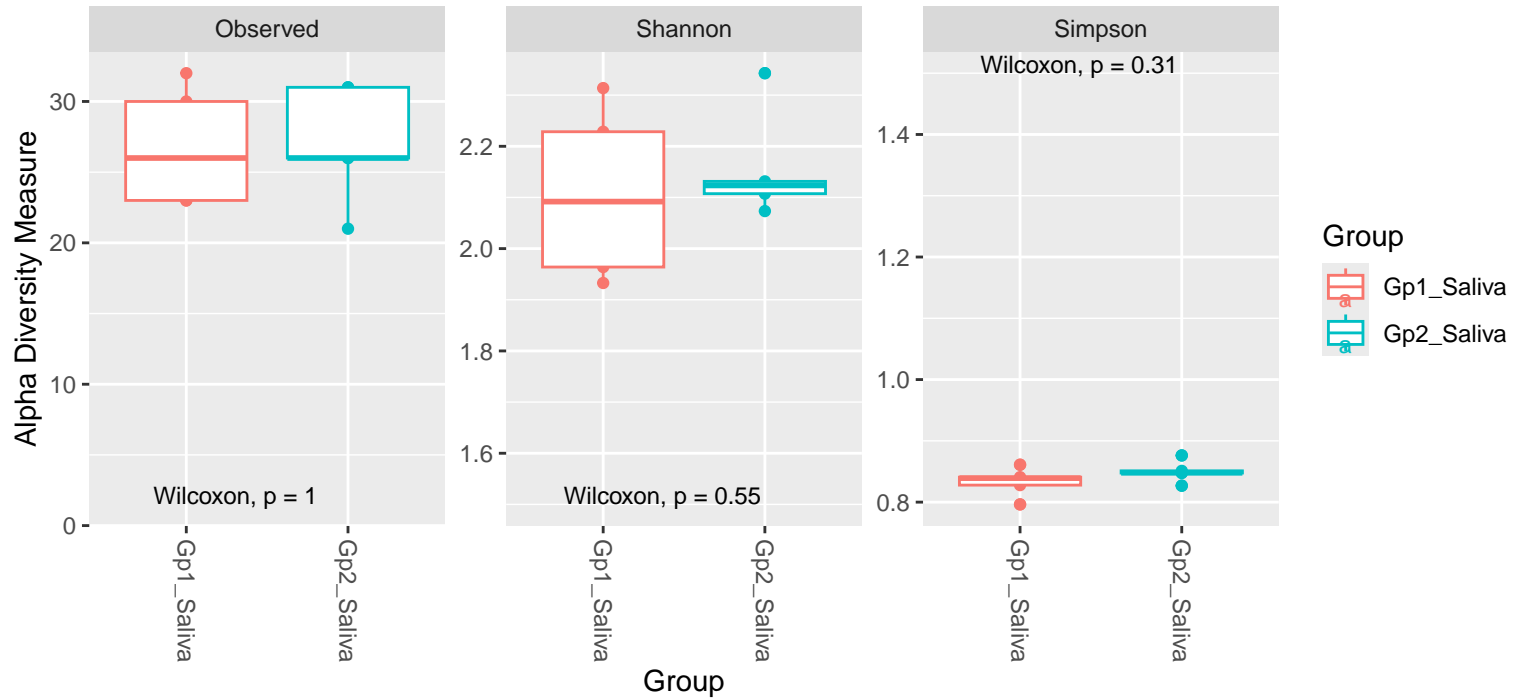 Observed
Shannon
Simpson
Alpha Diversity Measure
30
20
10
0
2.2
2.0
1.8
1.6
1.4
1.2
1.0
0.8
Wilcoxon, p = 1
Wilcoxon, p = 0.55
Wilcoxon, p = 0.31
Gp1_Saliva
Gp2_Saliva
Gp1_Saliva
Gp2_Saliva
Gp1_Saliva
Gp2_Saliva
Group
Group
a
Gp1_Saliva
a
Gp2_Saliva